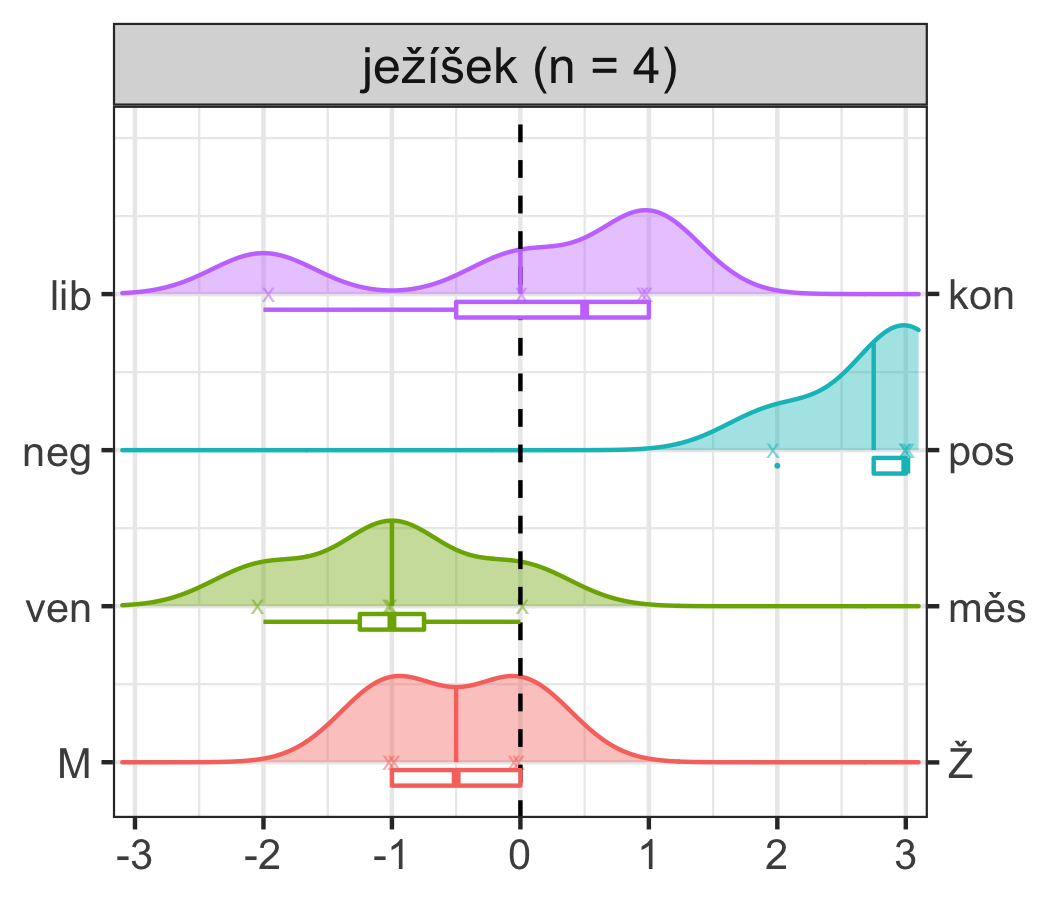 ježíšek (n = 4)
lib kon
neg pos
ven měs
M Ž
-3 -2 -1 0 1 2 3